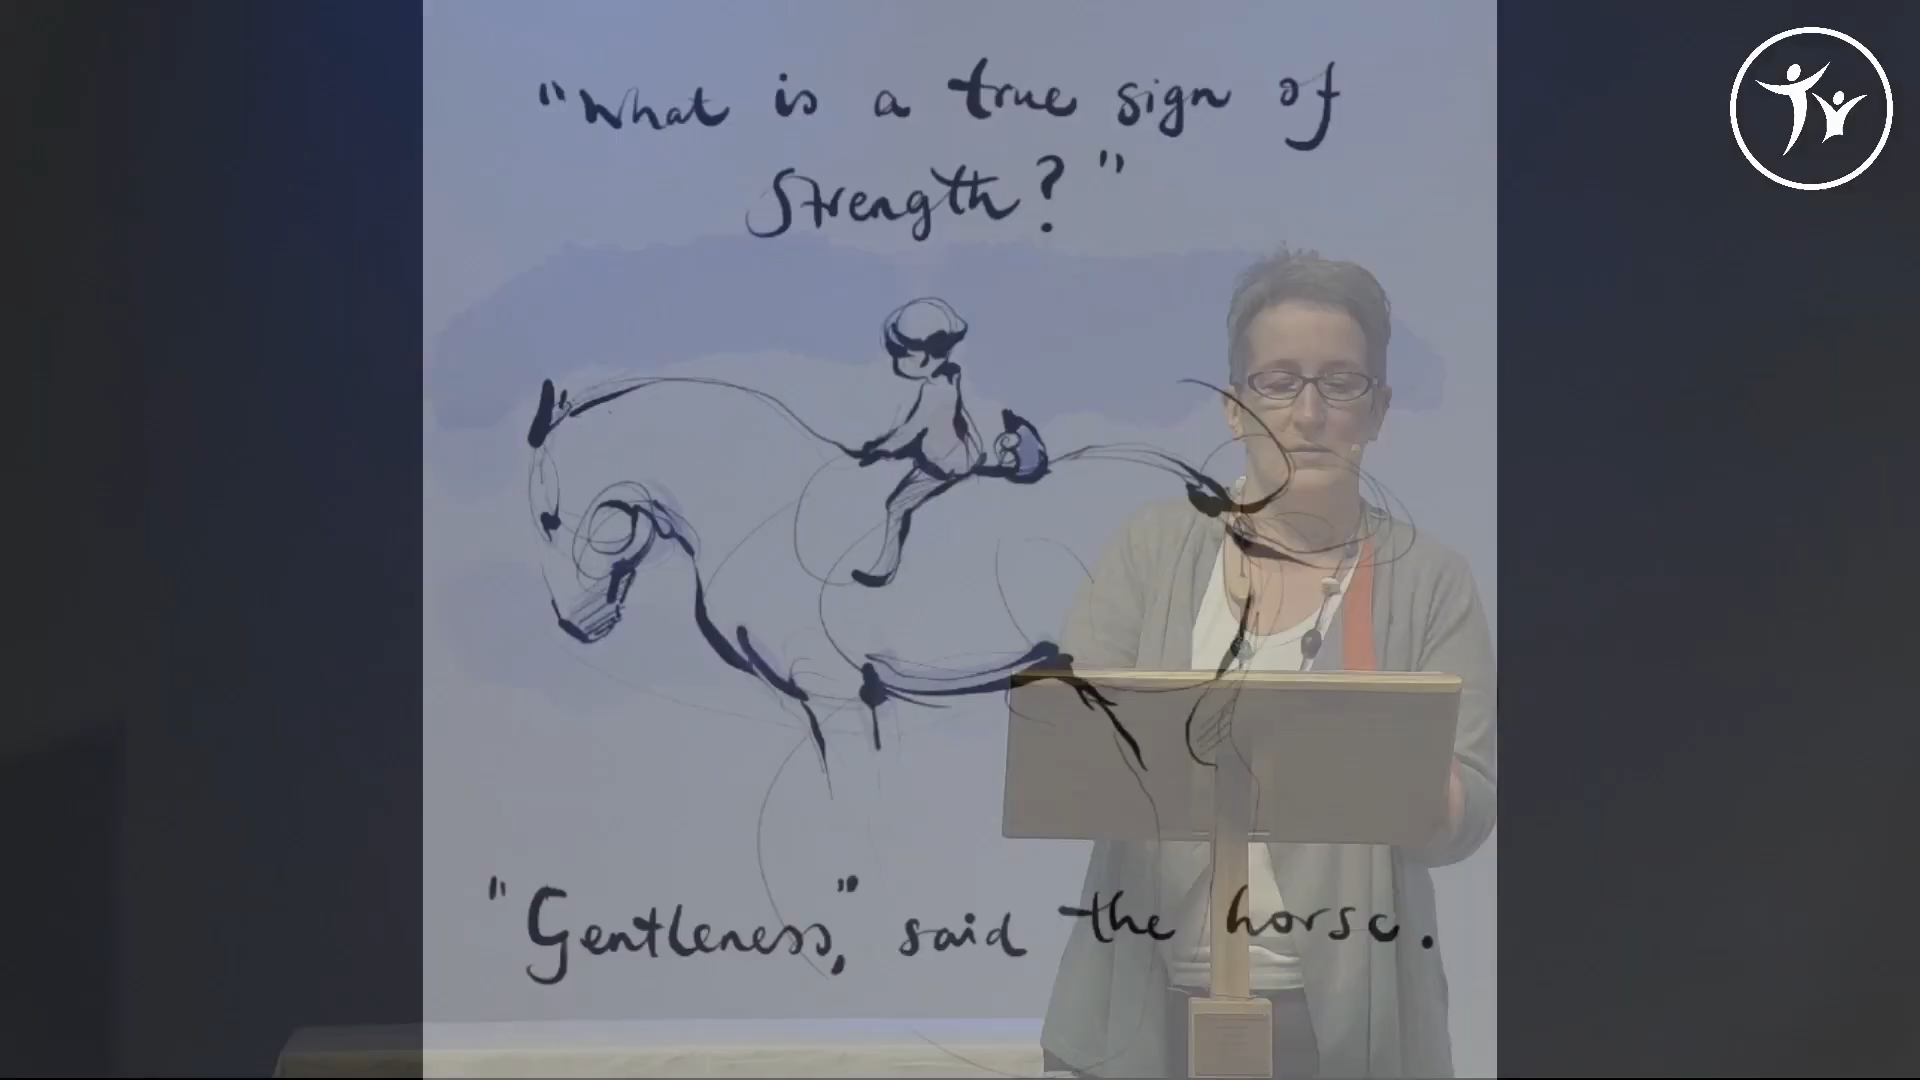 "What is a true sign of
Strength?"
"Gentleness," said the horse.